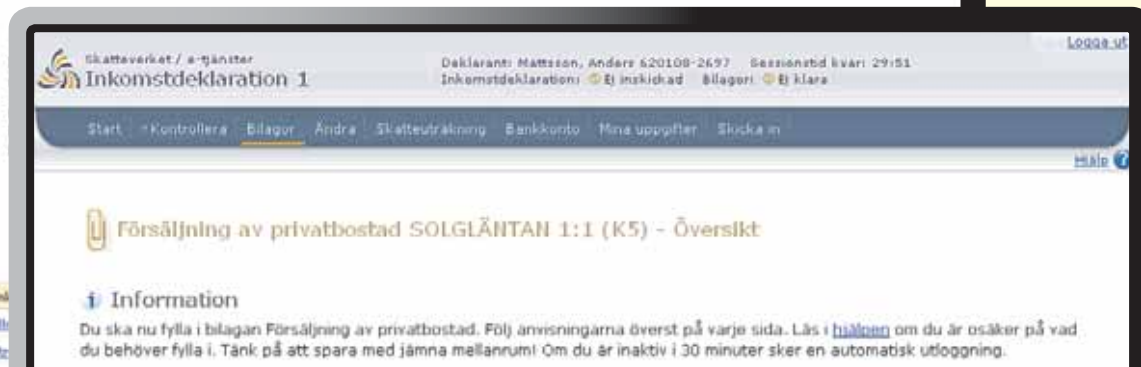 Logga ut
Skatteverket / e-tjänster
Inkomstdeklaration 1
Deklarant: Mattsson, Anders 620108-2697 Sessionstid kvar: 29:51
Inkomstdeklaration: Ej inskickad Bilagor: Ej klara
Start Kontrollera Bilagor Ändra Skatteuträkning Bankkonto Mina uppgifter Skicka in
Hjälp
Försäljning av privatbostad SOLGLÄNTAN 1:1 (K5) - Översikt
Information
Du ska nu fylla i bilagan Försäljning av privatbostad. Följ anvisningarna överst på varje sida. Läs i hjälpen om du är osäker på vad
du behöver fylla i. Tänk på att spara med jämna mellanrum! Om du är inaktiv i 30 minuter sker en automatisk utloggning.